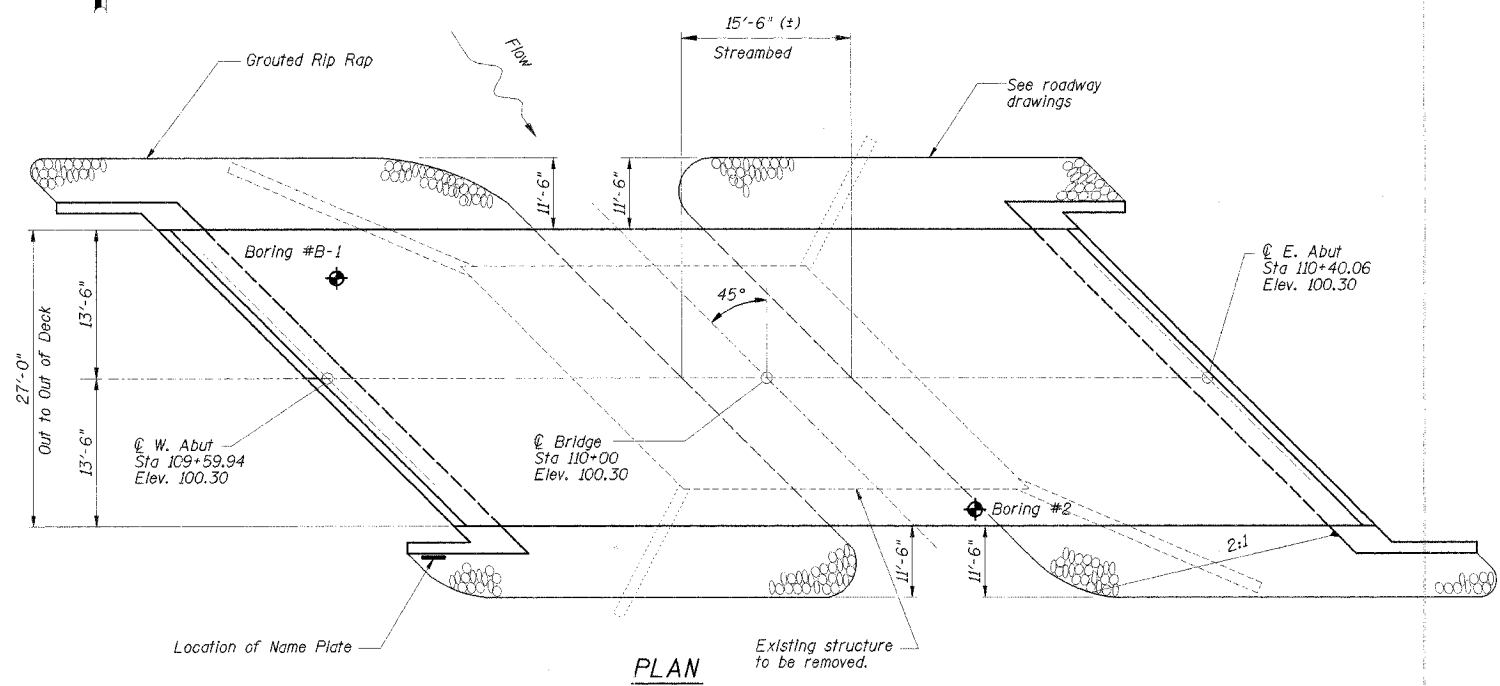 15'-6" (±)
Streambed
Flow
Grouted Rip Rap
See roadway
drawings
11'-6"
11'-6"
Boring #B-1
45°
℄ E. Abut
Sta 110+40.06
Elev. 100.30
27'-0"
Out to Out of Deck
13'-6"
13'-6"
℄ W. Abut
Sta 109+59.94
Elev. 100.30
℄ Bridge
Sta 110+00
Elev. 100.30
Boring #2
2:1
11'-6"
11'-6"
Location of Name Plate
Existing structure
to be removed.
PLAN